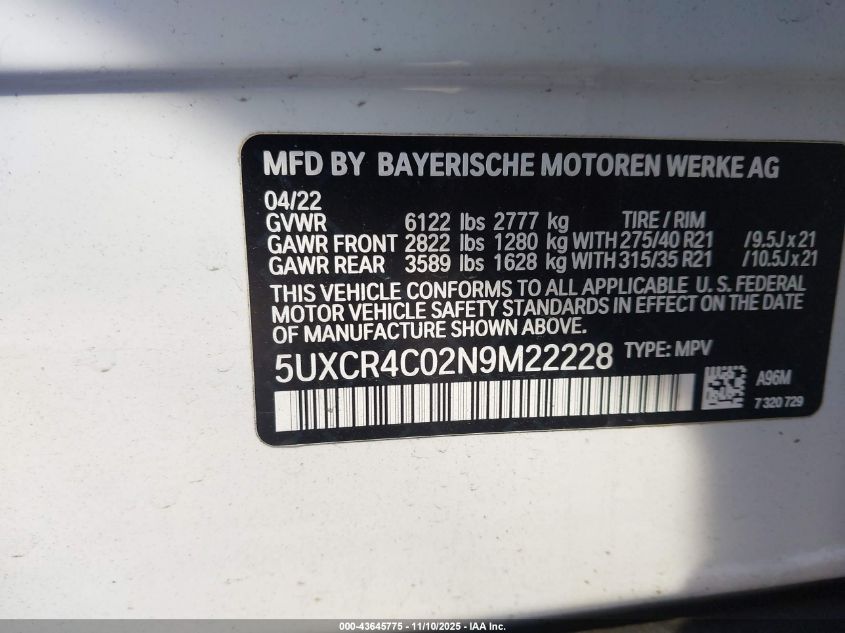 MFD BY BAYERISCHE MOTOREN WERKE AG
04/22
GVWR 6122 lbs 2777 kg TIRE / RIM
GAWR FRONT 2822 lbs 1280 kg WITH 275/40 R21 / 9.5J x 21
GAWR REAR 3589 lbs 1628 kg WITH 315/35 R21 / 10.5J x 21
THIS VEHICLE CONFORMS TO ALL APPLICABLE U. S. FEDERAL
MOTOR VEHICLE SAFETY STANDARDS IN EFFECT ON THE DATE
OF MANUFACTURE SHOWN ABOVE.
5UXCR4C02N9M22228 TYPE: MPV
A96M
7 320 729
000-43645775 - 11/10/2025 - IAA Inc.